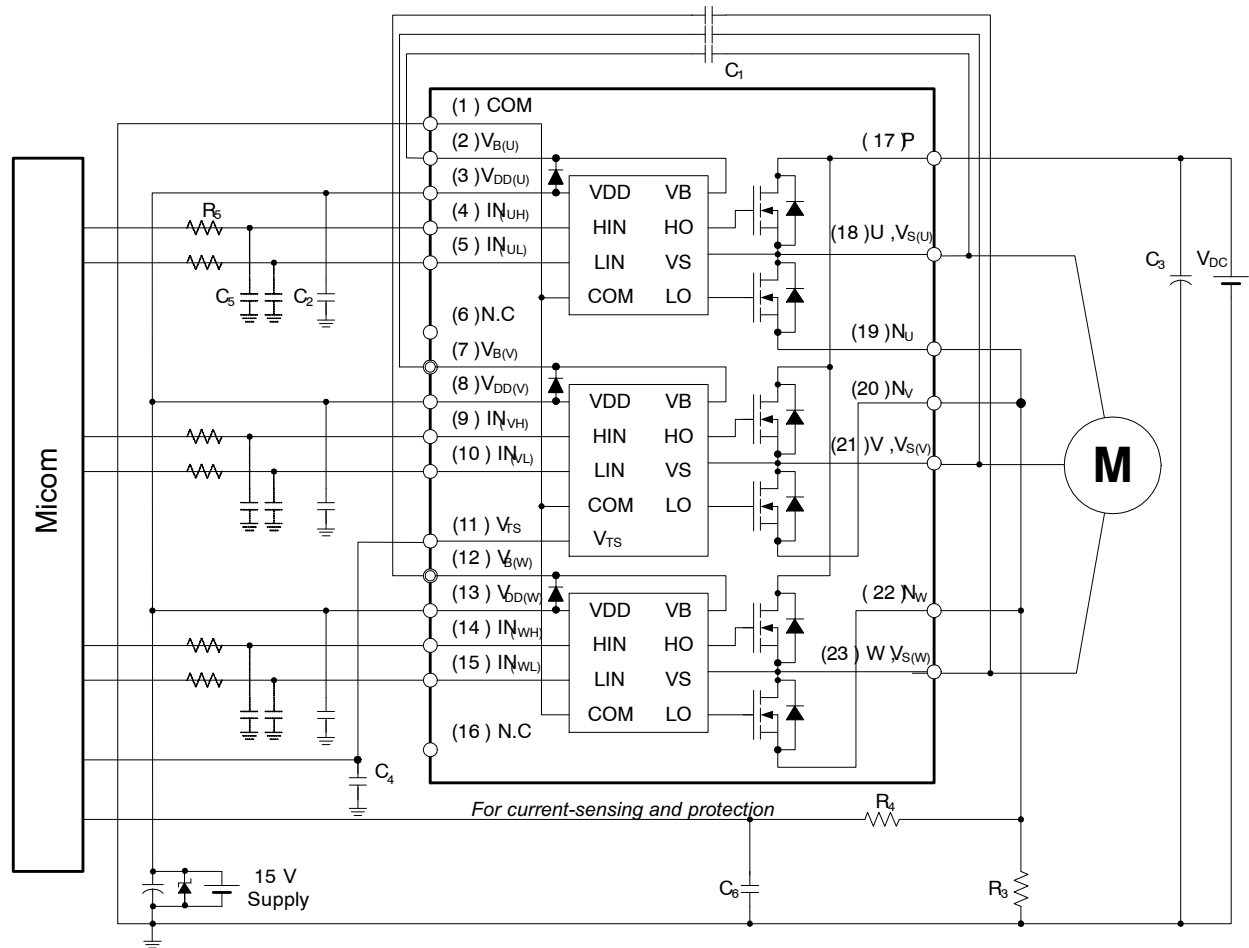 C1
(1) COM
(2) VB(U)
(3) VDD(U)
(4) IN(UH)
(5) IN(UL)
(6) N.C
(7) VB(V)
(8) VDD(V)
(9) IN(VH)
(10) IN(VL)
(11) VTS
(12) VB(W)
(13) VDD(W)
(14) IN(WH)
(15) IN(WL)
(16) N.C
VDD VB
HIN HO
LIN VS
COM LO
VDD VB
HIN HO
LIN VS
COM LO
VTS
VDD VB
HIN HO
LIN VS
COM LO
(17) P
(18) U, VS(U)
(19) NU
(20) NV
(21) V, VS(V)
(22) NW
(23) W, VS(W)
Micom
R5
C5
C2
C4
C3
VDC
M
For current-sensing and protection
R4
C6
R3
15 V
Supply